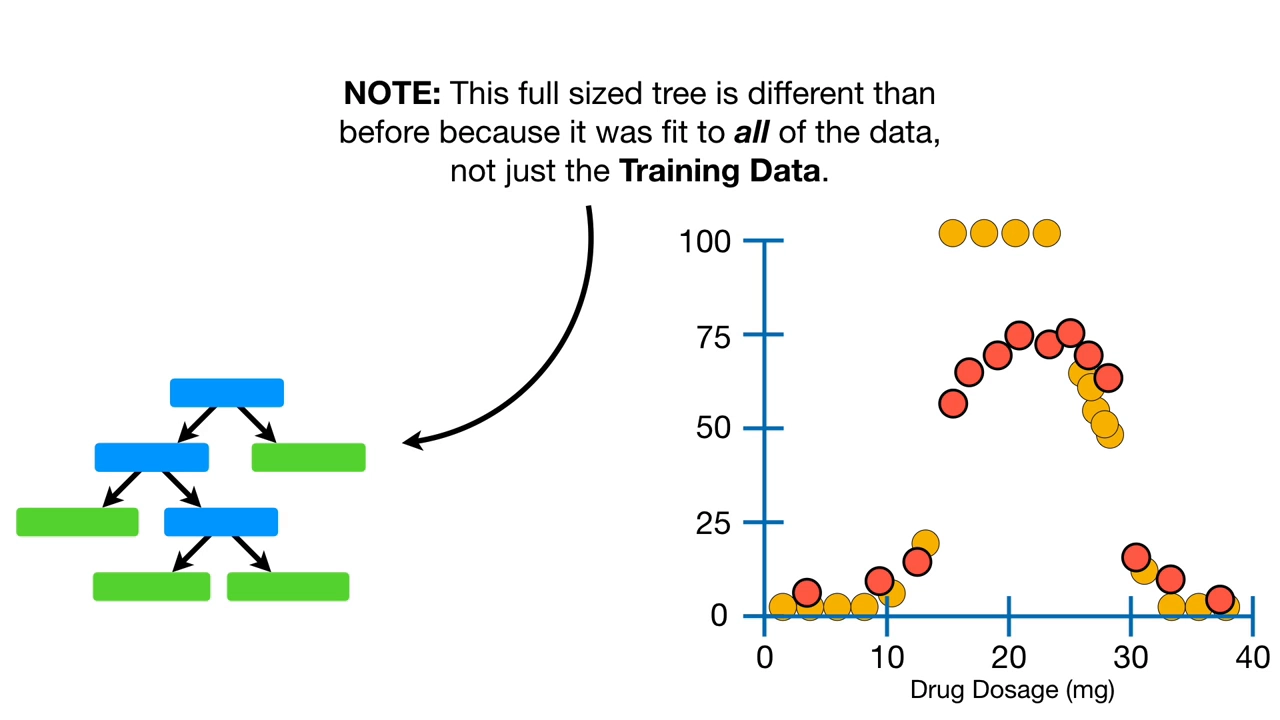 NOTE: This full sized tree is different than
before because it was fit to all of the data,
not just the Training Data.
100
75
50
25
0
0 10 20 30 40
Drug Dosage (mg)